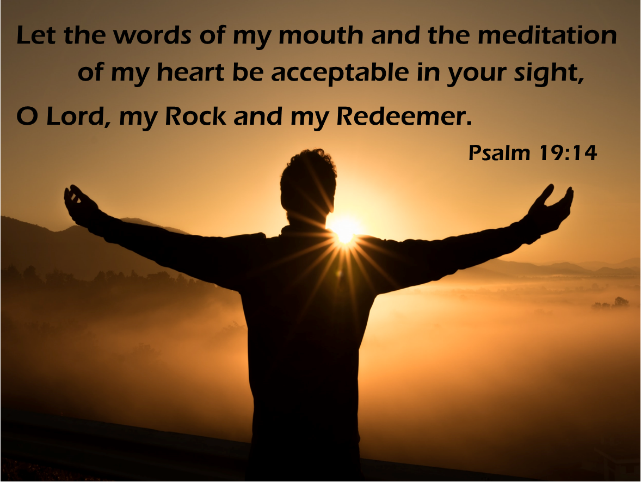 Let the words of my mouth and the meditation
of my heart be acceptable in your sight,
O Lord, my Rock and my Redeemer.
Psalm 19:14